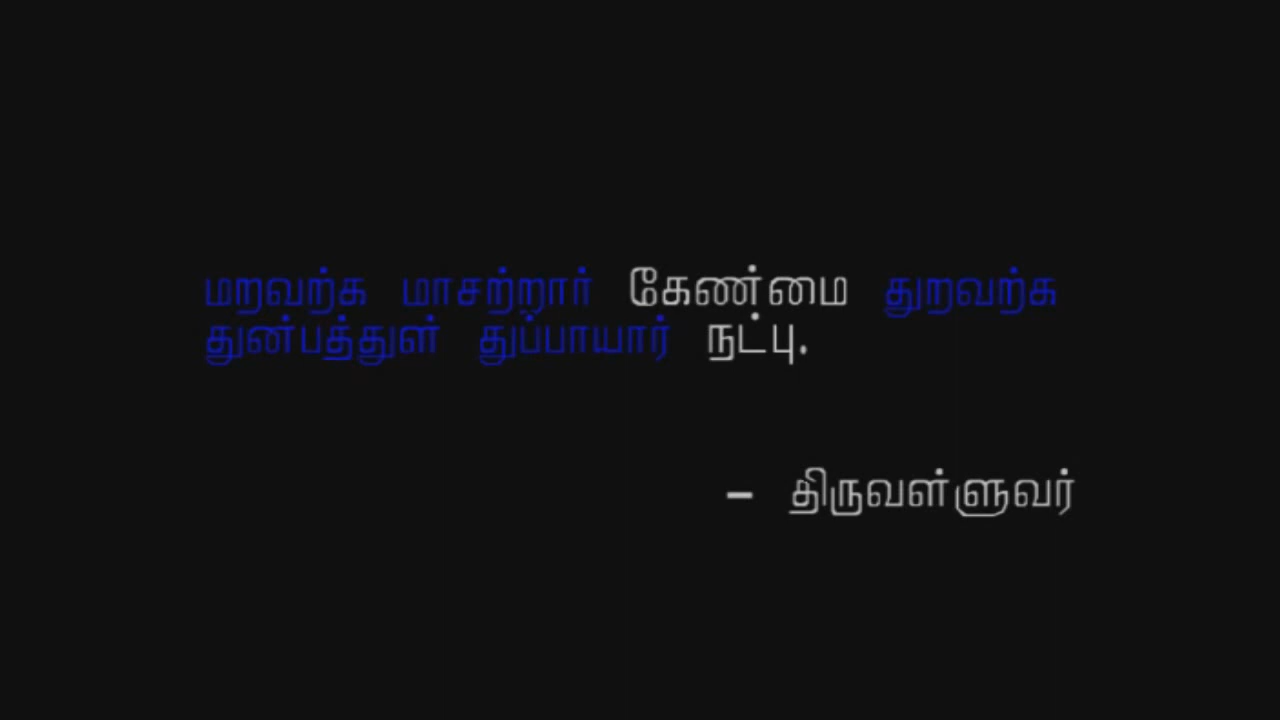 மறவற்க மாசற்றார் கேண்மை துறவற்க
துன்பத்துள் துப்பாயார் நட்பு.
- திருவள்ளுவர்